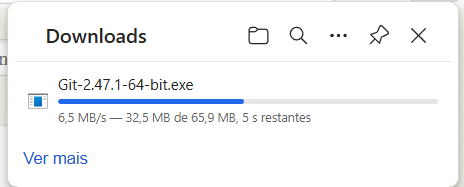 Downloads
Git-2.47.1-64-bit.exe
6,5 MB/s — 32,5 MB de 65,9 MB, 5 s restantes
Ver mais